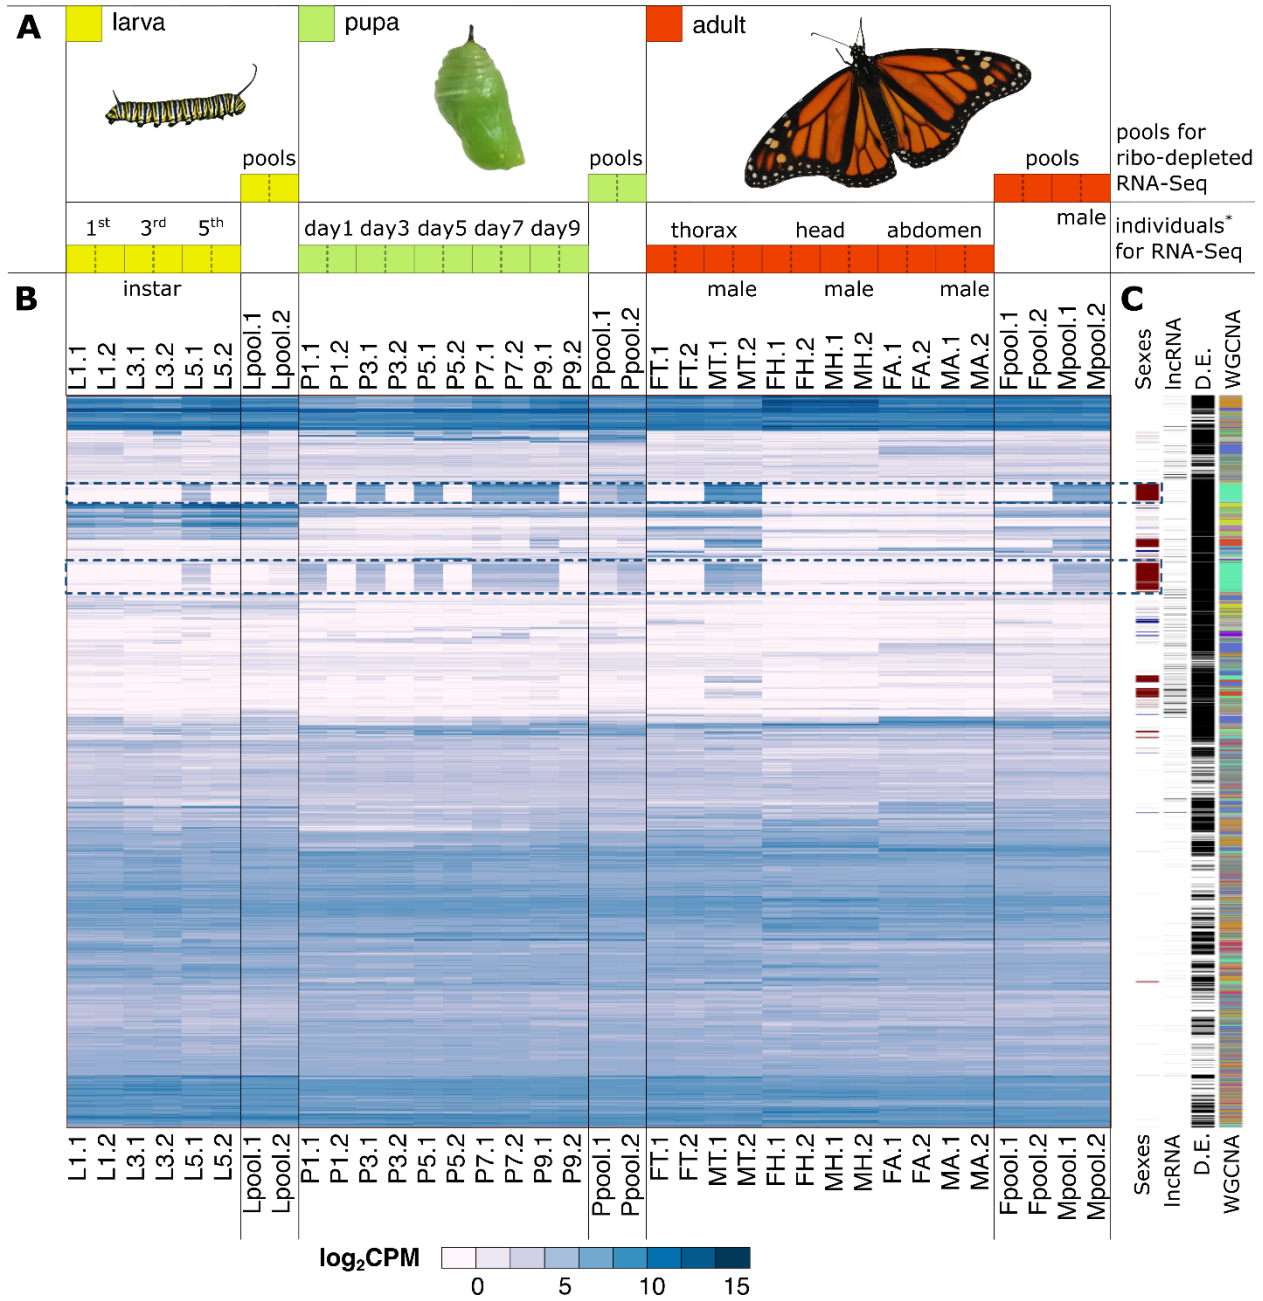 A
larva
pupa
adult
pools
pools
pools
pools for
ribo-depleted
RNA-Seq
1st 3rd 5th
day1 day3 day5 day7 day9
thorax head abdomen
male
individuals*
for RNA-Seq
B
instar
male male male
C
L1.1 L1.2 L3.1 L3.2 L5.1 L5.2 Lpool.1 Lpool.2 P1.1 P1.2 P3.1 P3.2 P5.1 P5.2 P7.1 P7.2 P9.1 P9.2 Ppool.1 Ppool.2 FT.1 FT.2 MT.1 MT.2 FH.1 FH.2 MH.1 MH.2 FA.1 FA.2 MA.1 MA.2 Fpool.1 Fpool.2 Mpool.1 Mpool.2 Sexes lncRNA D.E. WGCNA
L1.1 L1.2 L3.1 L3.2 L5.1 L5.2 Lpool.1 Lpool.2 P1.1 P1.2 P3.1 P3.2 P5.1 P5.2 P7.1 P7.2 P9.1 P9.2 Ppool.1 Ppool.2 FT.1 FT.2 MT.1 MT.2 FH.1 FH.2 MH.1 MH.2 FA.1 FA.2 MA.1 MA.2 Fpool.1 Fpool.2 Mpool.1 Mpool.2 Sexes lncRNA D.E. WGCNA
log2CPM
0 5 10 15